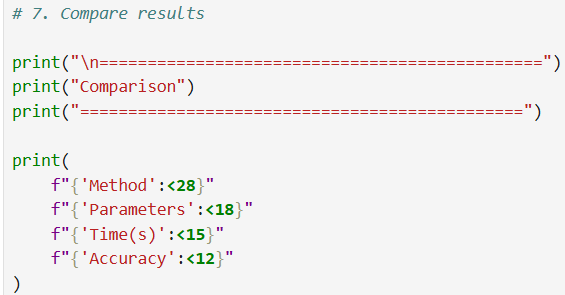 # 7. Compare results
print("\n==============================================")
print("Comparison")
print("==============================================")
print(
    f"{'Method':<28}"
    f"{'Parameters':<18}"
    f"{'Time(s)':<15}"
    f"{'Accuracy':<12}"
)